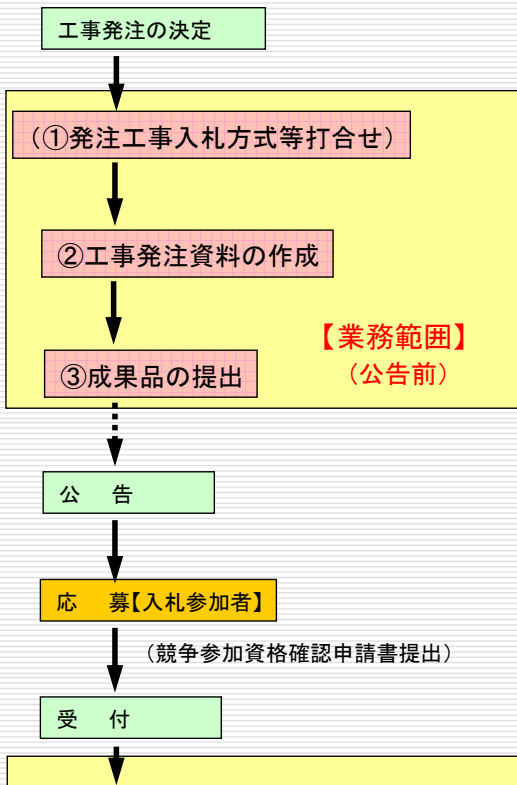 工事発注の決定
（①発注工事入札方式等打合せ）
②工事発注資料の作成
【業務範囲】
（公告前）
③成果品の提出
公　告
応　募【入札参加者】
（競争参加資格確認申請書提出）
受　付